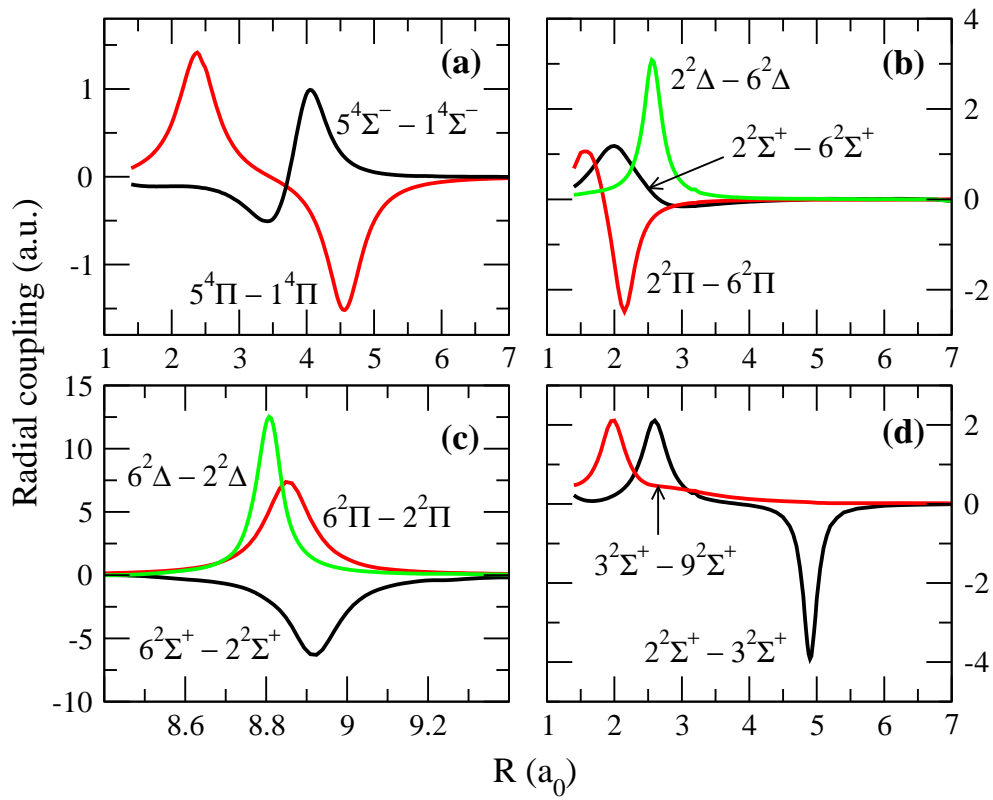 (a)
5⁴Σ⁻ − 1⁴Σ⁻
5⁴Π − 1⁴Π
1
0
-1
1 2 3 4 5 6 7
(b)
2²Δ − 6²Δ
2²Σ⁺ − 6²Σ⁺
2²Π − 6²Π
4
2
0
-2
1 2 3 4 5 6 7
(c)
6²Δ − 2²Δ
6²Π − 2²Π
6²Σ⁺ − 2²Σ⁺
15
10
5
0
-5
-10
8.6 8.8 9 9.2
(d)
3²Σ⁺ − 9²Σ⁺
2²Σ⁺ − 3²Σ⁺
2
0
-2
-4
1 2 3 4 5 6 7
Radial coupling (a.u.)
R (a₀)